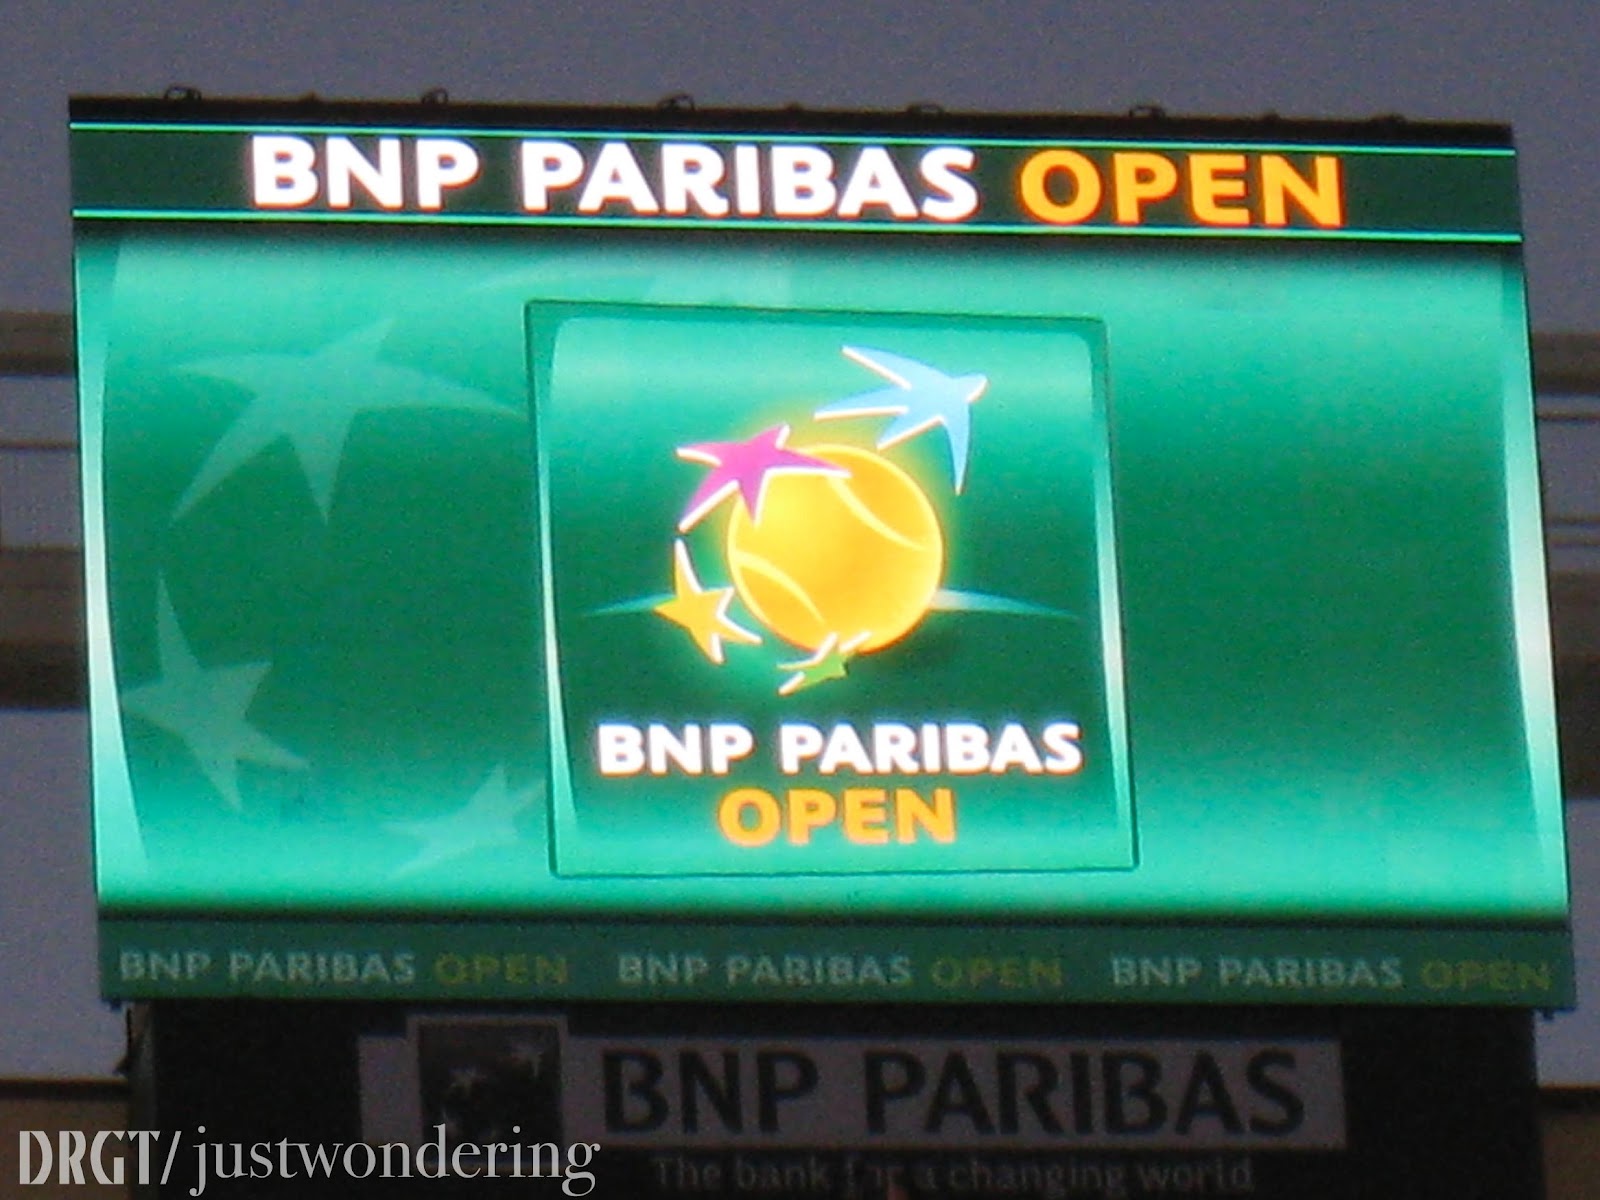 BNP PARIBAS OPEN
BNP PARIBAS
OPEN
BNP PARIBAS OPEN BNP PARIBAS OPEN BNP PARIBAS OPEN
BNP PARIBAS
The bank for a changing world
DRGT/justwondering